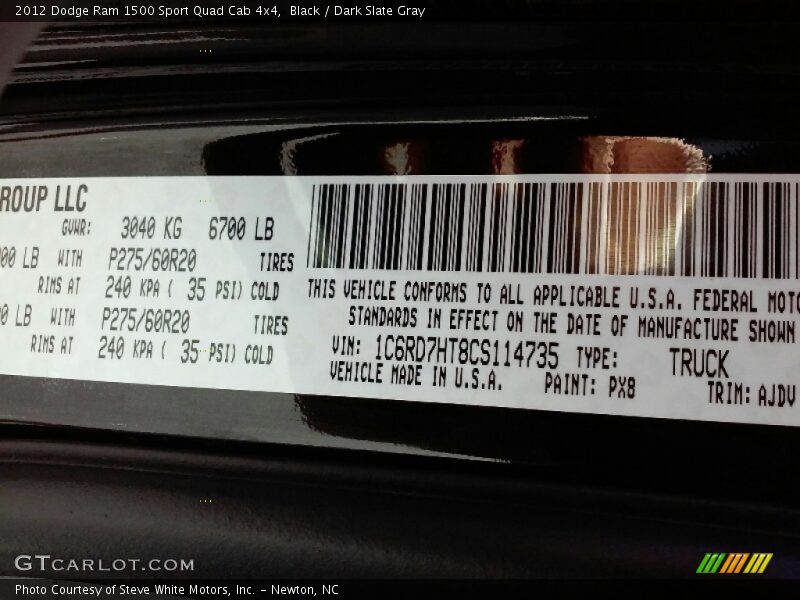 2012 Dodge Ram 1500 Sport Quad Cab 4x4, Black / Dark Slate Gray
GROUP LLC
GVWR: 3040 KG 6700 LB
00 LB WITH P275/60R20 TIRES
RIMS AT 240 KPA ( 35 PSI) COLD
0 LB WITH P275/60R20 TIRES
RIMS AT 240 KPA ( 35 PSI) COLD
THIS VEHICLE CONFORMS TO ALL APPLICABLE U.S.A. FEDERAL MOTO
STANDARDS IN EFFECT ON THE DATE OF MANUFACTURE SHOWN
VIN: 1C6RD7HT8CS114735 TYPE: TRUCK
VEHICLE MADE IN U.S.A. PAINT: PX8 TRIM: AJDV
GTCARLOT.COM
Photo Courtesy of Steve White Motors, Inc. – Newton, NC